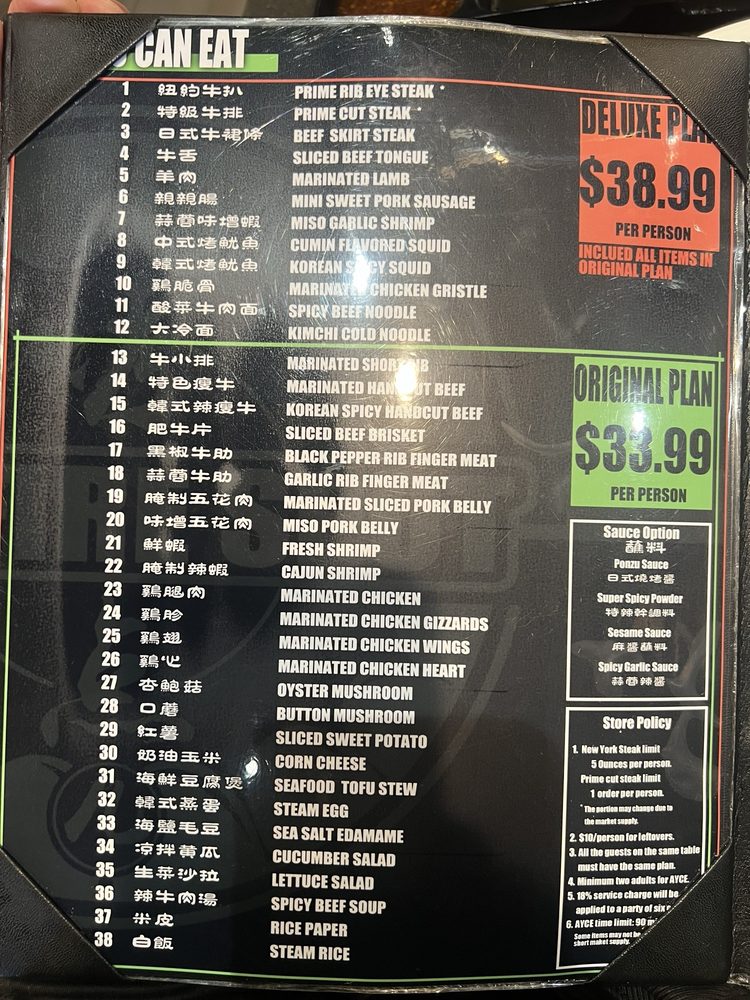 CAN EAT
1 紐約牛扒 PRIME RIB EYE STEAK *
2 特級牛排 PRIME CUT STEAK *
3 日式牛裙條 BEEF SKIRT STEAK
4 牛舌 SLICED BEEF TONGUE
5 羊肉 MARINATED LAMB
6 親親腸 MINI SWEET PORK SAUSAGE
7 蒜蓉味增蝦 MISO GARLIC SHRIMP
8 中式烤魷魚 CUMIN FLAVORED SQUID
9 韓式烤魷魚 KOREAN SPICY SQUID
10 鷄脆骨 MARINATED CHICKEN GRISTLE
11 酸菜牛肉面 SPICY BEEF NOODLE
12 大冷面 KIMCHI COLD NOODLE
DELUXE PLAN
$38.99
PER PERSON
INCLUED ALL ITEMS IN
ORIGINAL PLAN
13 牛小排 MARINATED SHORT RIB
14 特色瘦牛 MARINATED HANDCUT BEEF
15 韓式辣瘦牛 KOREAN SPICY HANDCUT BEEF
16 肥牛片 SLICED BEEF BRISKET
17 黑椒牛肋 BLACK PEPPER RIB FINGER MEAT
18 蒜蓉牛肋 GARLIC RIB FINGER MEAT
19 腌制五花肉 MARINATED SLICED PORK BELLY
20 味增五花肉 MISO PORK BELLY
21 鮮蝦 FRESH SHRIMP
22 腌制辣蝦 CAJUN SHRIMP
23 鷄腿肉 MARINATED CHICKEN
24 鷄胗 MARINATED CHICKEN GIZZARDS
25 鷄翅 MARINATED CHICKEN WINGS
26 鷄心 MARINATED CHICKEN HEART
27 杏鮑菇 OYSTER MUSHROOM
28 口蘑 BUTTON MUSHROOM
29 紅薯 SLICED SWEET POTATO
30 奶油玉米 CORN CHEESE
31 海鮮豆腐煲 SEAFOOD TOFU STEW
32 韓式蒸蛋 STEAM EGG
33 海鹽毛豆 SEA SALT EDAMAME
34 凉拌黄瓜 CUCUMBER SALAD
35 生菜沙拉 LETTUCE SALAD
36 辣牛肉湯 SPICY BEEF SOUP
37 米皮 RICE PAPER
38 白飯 STEAM RICE
ORIGINAL PLAN
$33.99
PER PERSON
Sauce Option
蘸料
Ponzu Sauce
日式燒烤醬
Super Spicy Powder
特辣幹調料
Sesame Sauce
麻醬蘸料
Spicy Garlic Sauce
蒜蓉辣醬
Store Policy
1. New York Steak limit
5 Ounces per person.
Prime cut steak limit
1 order per person.
* The portion may change due to
the market supply.
2. $10/person for leftovers.
3. All the guests on the same table
must have the same plan.
4. Minimum two adults for AYCE.
5. 18% service charge will be
applied to a party of six
6. AYCE time limit: 90
Some items may not be
short maket supply.